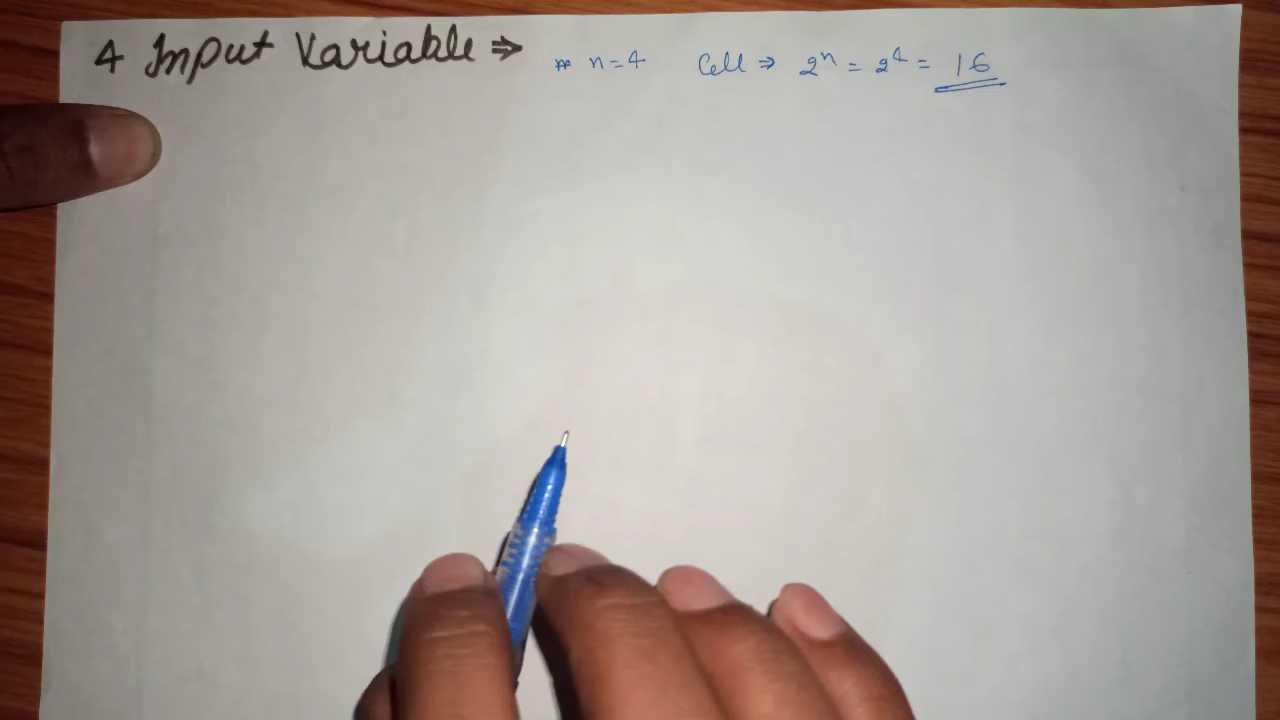 4 Input Variable ⇒ n=4 Cell ⇒ 2ⁿ = 2⁴ = 16